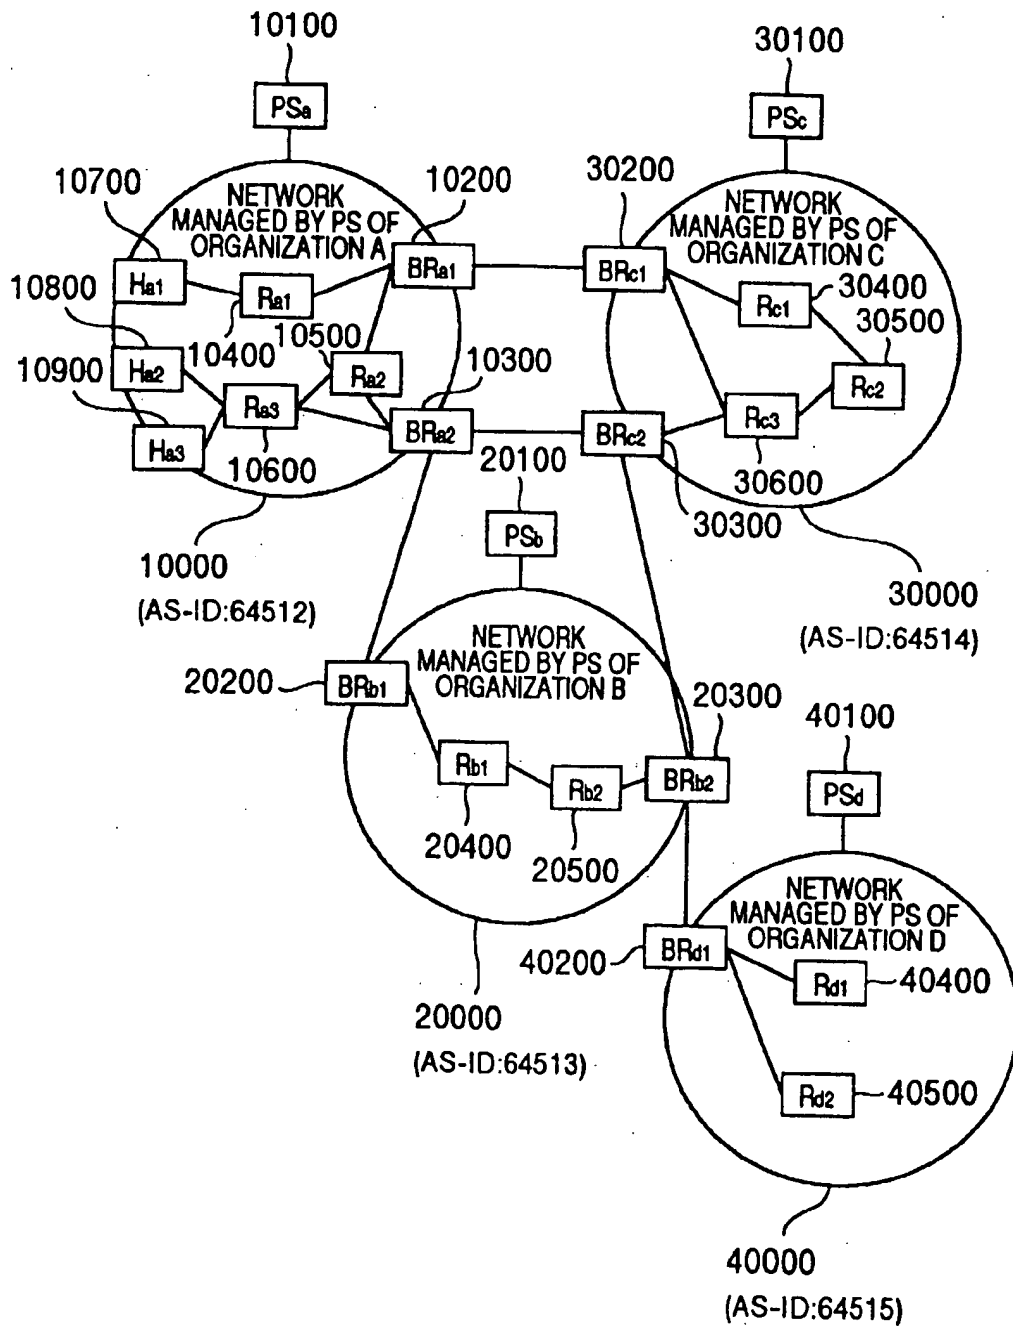 10100
30100
PSa
PSc
10700
10200
30200
NETWORK
MANAGED BY PS OF
ORGANIZATION A
NETWORK
MANAGED BY PS OF
ORGANIZATION C
Ha1
BRa1
BRc1
10800
Ra1
Rc1
30400
10500
30500
10400
10900
Ha2
10300
Ra2
Rc2
Ra3
Rc3
Ha3
BRa2
BRc2
10600
20100
30600
30300
PSb
10000
(AS-ID:64512)
30000
(AS-ID:64514)
NETWORK
MANAGED BY PS OF
ORGANIZATION B
20200
BRb1
20300
40100
Rb1
Rb2
BRb2
PSd
20400
20500
NETWORK
MANAGED BY PS OF
ORGANIZATION D
40200
BRd1
Rd1
40400
20000
(AS-ID:64513)
Rd2
40500
40000
(AS-ID:64515)